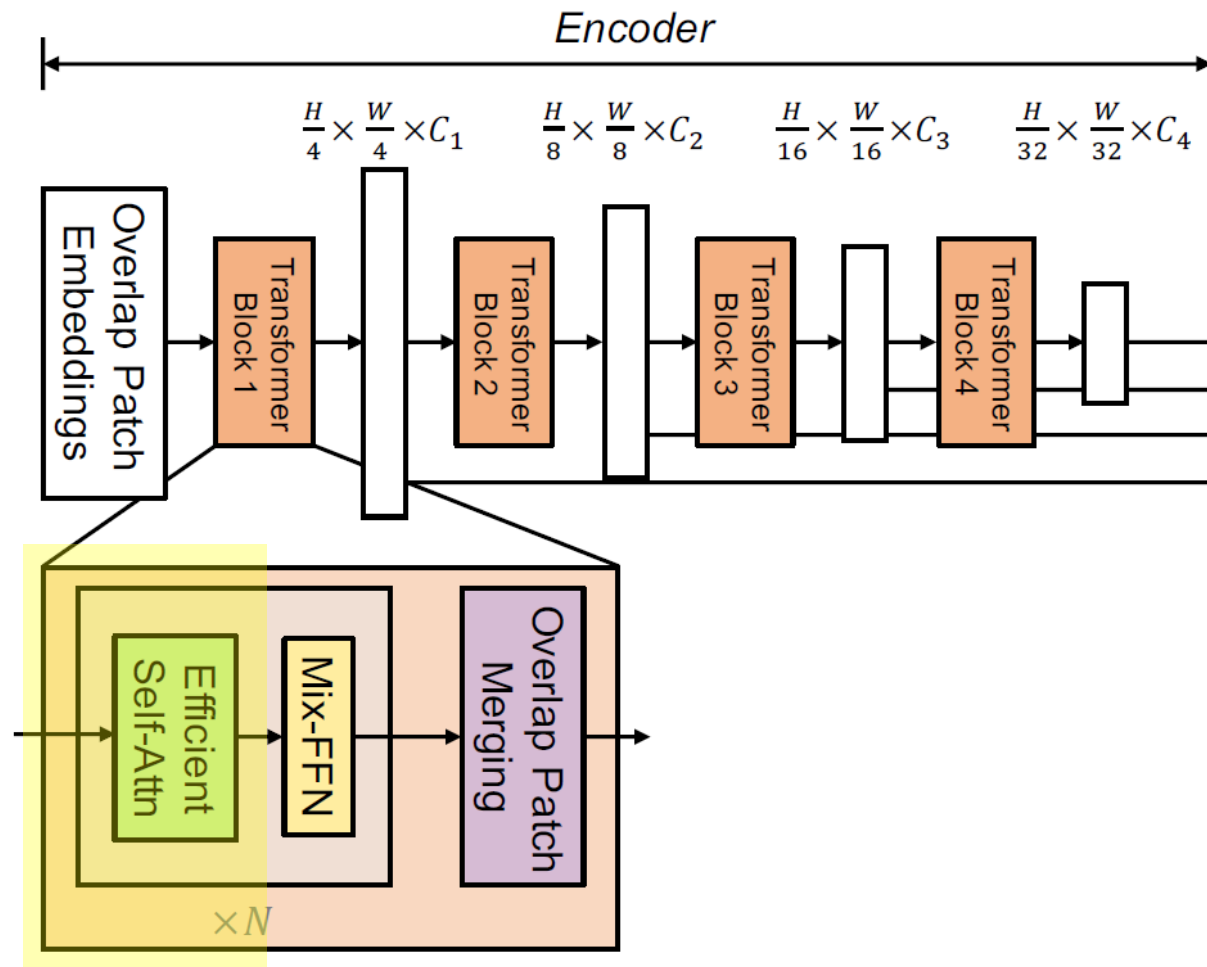 Encoder
H/4 × W/4 × C₁
H/8 × W/8 × C₂
H/16 × W/16 × C₃
H/32 × W/32 × C₄
Overlap Patch
Embeddings
Transformer
Block 1
Transformer
Block 2
Transformer
Block 3
Transformer
Block 4
Efficient
Self-Attn
Mix-FFN
Overlap Patch
Merging
×N